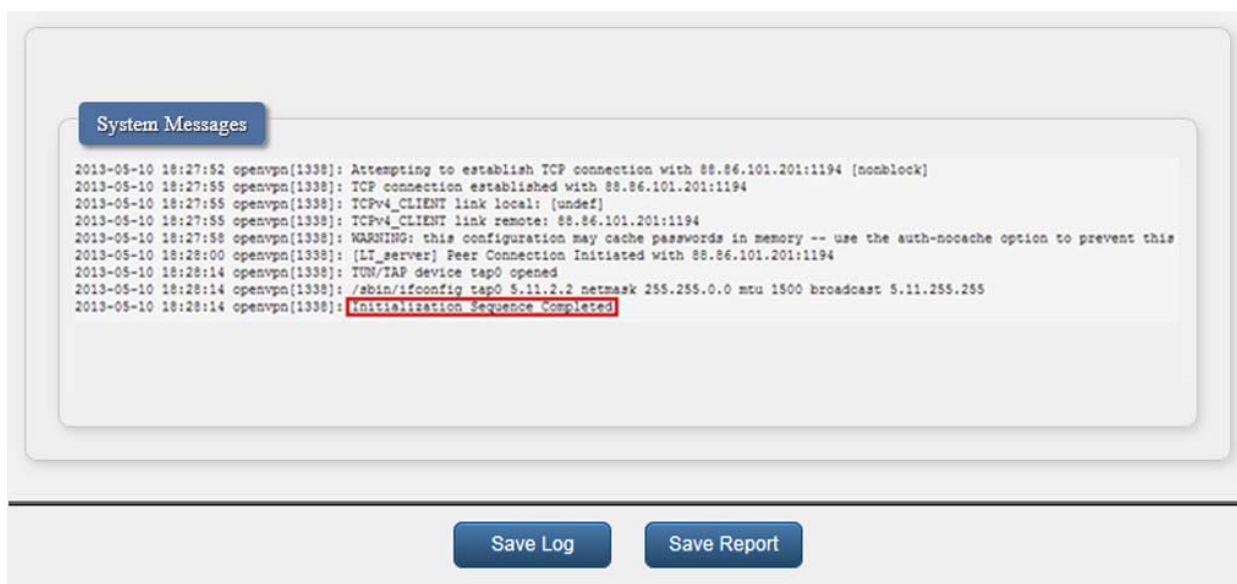 System Messages
2013-05-10 18:27:52 openvpn[1338]: Attempting to establish TCP connection with 88.86.101.201:1194 [nonblock]
2013-05-10 18:27:55 openvpn[1338]: TCP connection established with 88.86.101.201:1194
2013-05-10 18:27:55 openvpn[1338]: TCPv4_CLIENT link local: [undef]
2013-05-10 18:27:55 openvpn[1338]: TCPv4_CLIENT link remote: 88.86.101.201:1194
2013-05-10 18:27:58 openvpn[1338]: WARNING: this configuration may cache passwords in memory -- use the auth-nocache option to prevent this
2013-05-10 18:28:00 openvpn[1338]: [LT_server] Peer Connection Initiated with 88.86.101.201:1194
2013-05-10 18:28:14 openvpn[1338]: TUN/TAP device tap0 opened
2013-05-10 18:28:14 openvpn[1338]: /sbin/ifconfig tap0 5.11.2.2 netmask 255.255.0.0 mtu 1500 broadcast 5.11.255.255
2013-05-10 18:28:14 openvpn[1338]: Initialization Sequence Completed
Save Log
Save Report